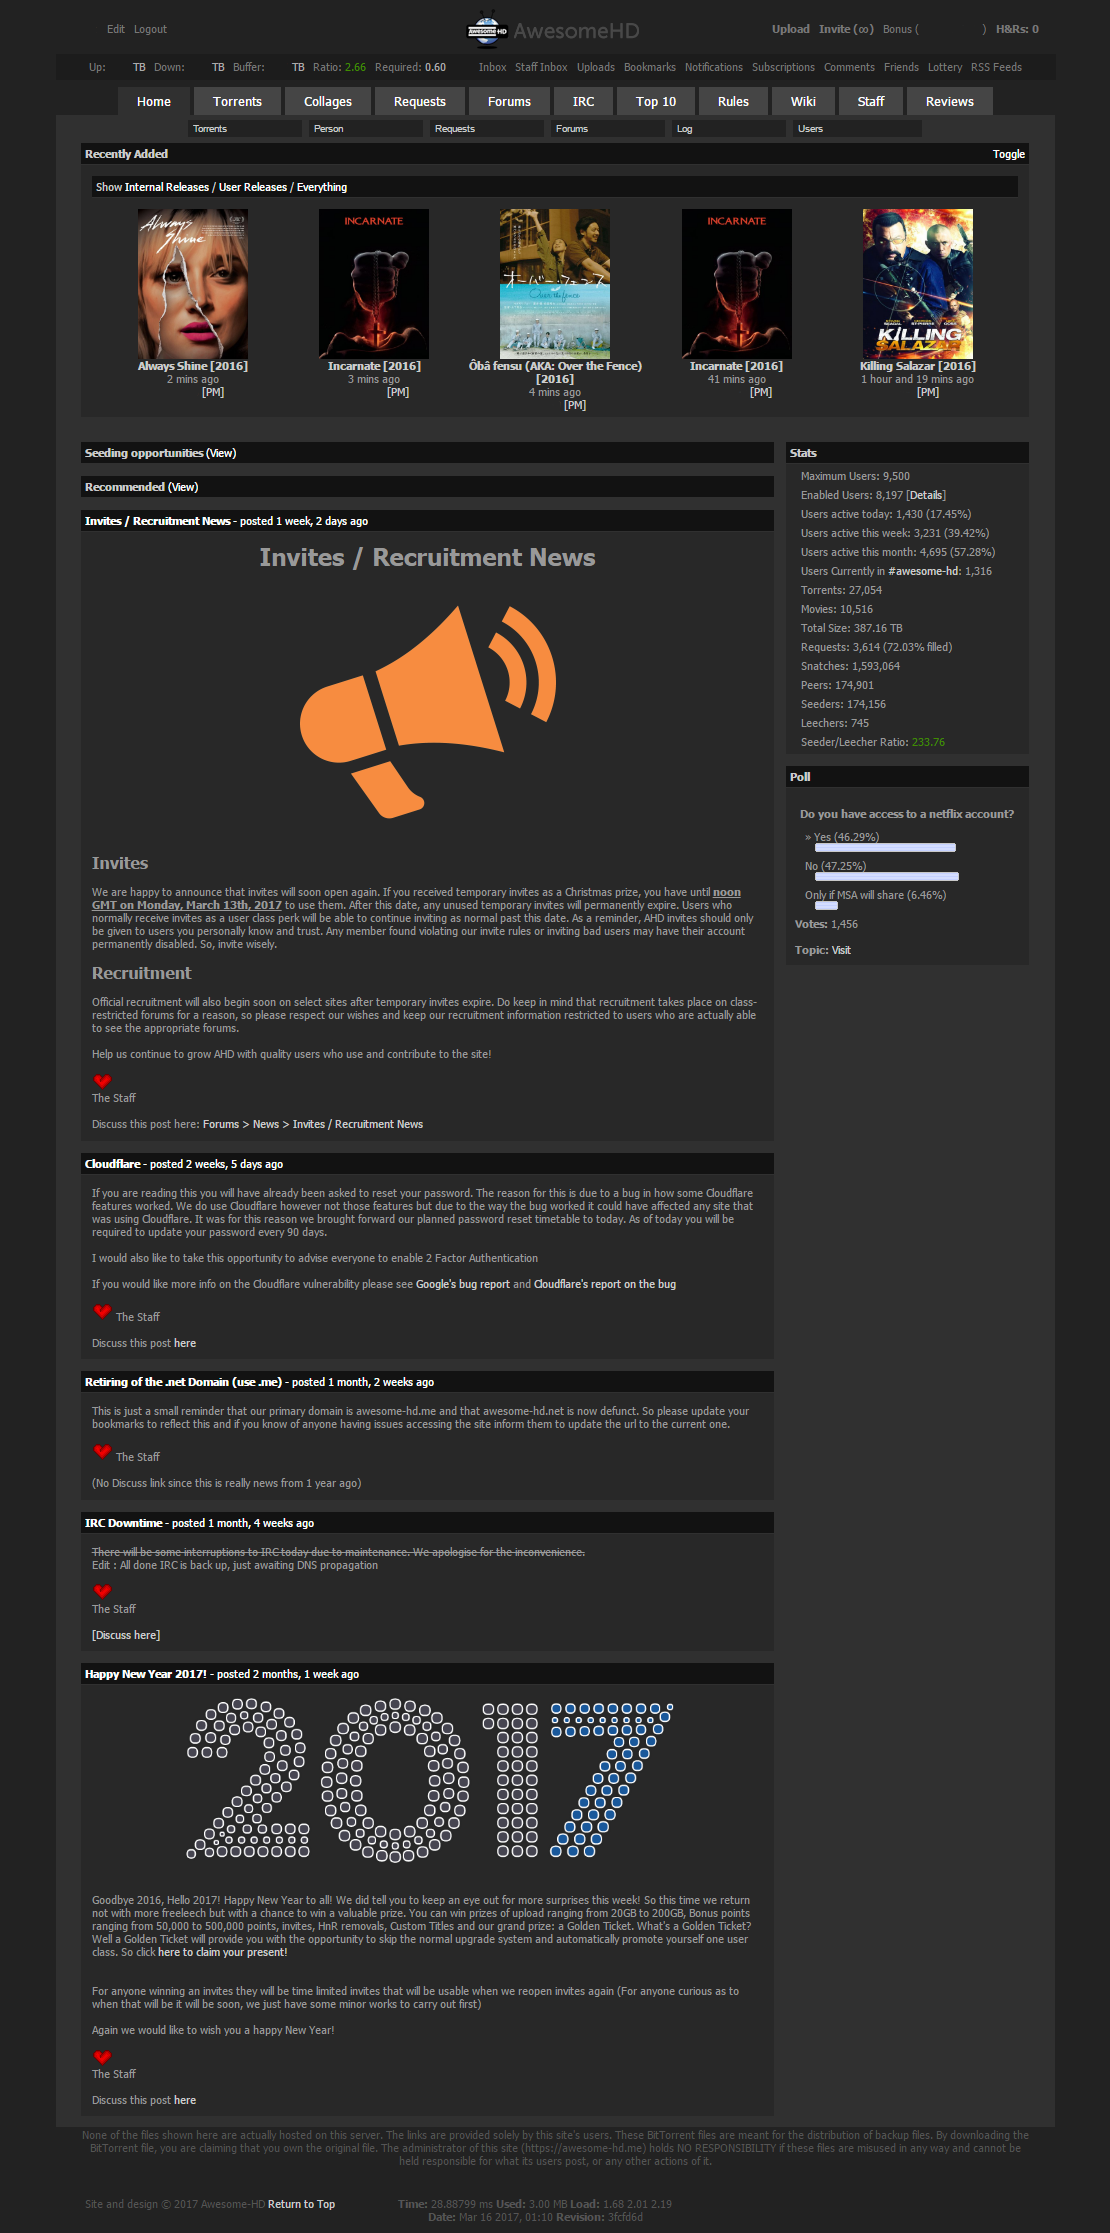 Edit Logout
AwesomeHD
Upload Invite (∞) Bonus ( ) H&Rs: 0
Up: TB Down: TB Buffer: TB Ratio: 2.66 Required: 0.60
Inbox Staff Inbox Uploads Bookmarks Notifications Subscriptions Comments Friends Lottery RSS Feeds
Home Torrents Collages Requests Forums IRC Top 10 Rules Wiki Staff Reviews
Torrents Person Requests Forums Log Users
Recently Added Toggle
Show Internal Releases / User Releases / Everything
Always Shine
INCARNATE
オーバー・フェンス
Over the fence
INCARNATE
KILLING
SALAZAR
Always Shine [2016]
2 mins ago
[PM]
Incarnate [2016]
3 mins ago
[PM]
Ôbâ fensu (AKA: Over the Fence)
[2016]
4 mins ago
[PM]
Incarnate [2016]
41 mins ago
[PM]
Killing Salazar [2016]
1 hour and 19 mins ago
[PM]
Seeding opportunities (View)
Recommended (View)
Invites / Recruitment News - posted 1 week, 2 days ago
Invites / Recruitment News
Invites
We are happy to announce that invites will soon open again. If you received temporary invites as a Christmas prize, you have until noon
GMT on Monday, March 13th, 2017 to use them. After this date, any unused temporary invites will permanently expire. Users who
normally receive invites as a user class perk will be able to continue inviting as normal past this date. As a reminder, AHD invites should only
be given to users you personally know and trust. Any member found violating our invite rules or inviting bad users may have their account
permanently disabled. So, invite wisely.
Recruitment
Official recruitment will also begin soon on select sites after temporary invites expire. Do keep in mind that recruitment takes place on class-
restricted forums for a reason, so please respect our wishes and keep our recruitment information restricted to users who are actually able
to see the appropriate forums.
Help us continue to grow AHD with quality users who use and contribute to the site!
The Staff
Discuss this post here: Forums > News > Invites / Recruitment News
Cloudflare - posted 2 weeks, 5 days ago
If you are reading this you will have already been asked to reset your password. The reason for this is due to a bug in how some Cloudflare
features worked. We do use Cloudflare however not those features but due to the way the bug worked it could have affected any site that
was using Cloudflare. It was for this reason we brought forward our planned password reset timetable to today. As of today you will be
required to update your password every 90 days.
I would also like to take this opportunity to advise everyone to enable 2 Factor Authentication
If you would like more info on the Cloudflare vulnerability please see Google's bug report and Cloudflare's report on the bug
The Staff
Discuss this post here
Retiring of the .net Domain (use .me) - posted 1 month, 2 weeks ago
This is just a small reminder that our primary domain is awesome-hd.me and that awesome-hd.net is now defunct. So please update your
bookmarks to reflect this and if you know of anyone having issues accessing the site inform them to update the url to the current one.
The Staff
(No Discuss link since this is really news from 1 year ago)
IRC Downtime - posted 1 month, 4 weeks ago
There will be some interruptions to IRC today due to maintenance. We apologise for the inconvenience.
Edit : All done IRC is back up, just awaiting DNS propagation
The Staff
[Discuss here]
Happy New Year 2017! - posted 2 months, 1 week ago
2017
Goodbye 2016, Hello 2017! Happy New Year to all! We did tell you to keep an eye out for more surprises this week! So this time we return
not with more freeleech but with a chance to win a valuable prize. You can win prizes of upload ranging from 20GB to 200GB, Bonus points
ranging from 50,000 to 500,000 points, invites, HnR removals, Custom Titles and our grand prize: a Golden Ticket. What's a Golden Ticket?
Well a Golden Ticket will provide you with the opportunity to skip the normal upgrade system and automatically promote yourself one user
class. So click here to claim your present!
For anyone winning an invites they will be time limited invites that will be usable when we reopen invites again (For anyone curious as to
when that will be it will be soon, we just have some minor works to carry out first)
Again we would like to wish you a happy New Year!
The Staff
Discuss this post here
Stats
Maximum Users: 9,500
Enabled Users: 8,197 [Details]
Users active today: 1,430 (17.45%)
Users active this week: 3,231 (39.42%)
Users active this month: 4,695 (57.28%)
Users Currently in #awesome-hd: 1,316
Torrents: 27,054
Movies: 10,516
Total Size: 387.16 TB
Requests: 3,614 (72.03% filled)
Snatches: 1,593,064
Peers: 174,901
Seeders: 174,156
Leechers: 745
Seeder/Leecher Ratio: 233.76
Poll
Do you have access to a netflix account?
» Yes (46.29%)
No (47.25%)
Only if MSA will share (6.46%)
Votes: 1,456
Topic: Visit
None of the files shown here are actually hosted on this server. The links are provided solely by this site's users. These BitTorrent files are meant for the distribution of backup files. By downloading the
BitTorrent file, you are claiming that you own the original file. The administrator of this site (https://awesome-hd.me) holds NO RESPONSIBILITY if these files are misused in any way and cannot be
held responsible for what its users post, or any other actions of it.
Site and design © 2017 Awesome-HD Return to Top
Time: 28.88799 ms Used: 3.00 MB Load: 1.68 2.01 2.19
Date: Mar 16 2017, 01:10 Revision: 3fcfd6d